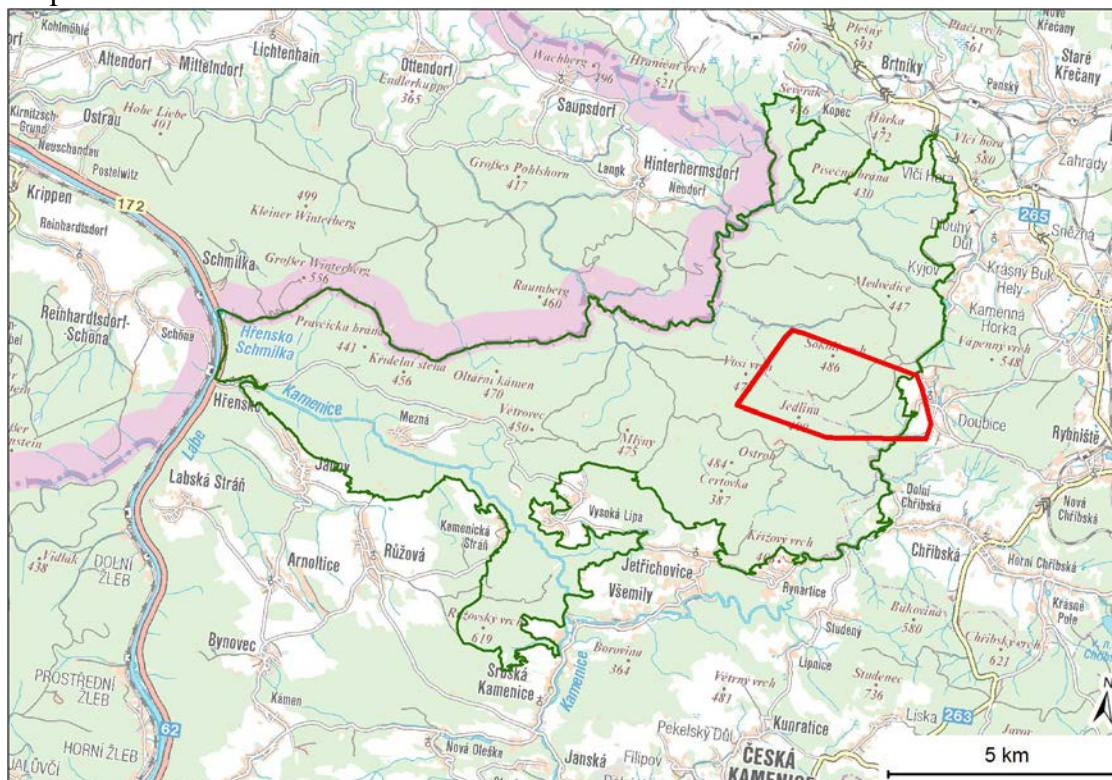 Kohlmühle
Altendorf
Mittelndorf
Lichtenhain
Ottendorf
Endlerkuppe
365
Wachberg
496
Hraniční vrch
521
509
Plešný
593
Ptačí vrch
561
Nové
Křečany
Staré
Křečany
Brtníky
Panský
Kirnitzsch-
Grund
Ostrau
Hohe Liebe
401
Neuschandau
Postelwitz
Krippen
172
Saupsdorf
Kopec
Hůrka
472
Vlčí hora
580
Zahrady
Großes Pohlshorn
417
Langk
Hinterhermsdorf
Neudorf
Písečná brána
430
Vlčí Hora
265
499
Kleiner Winterberg
Reinhardtsdorf
Dlouhý
Důl
Sněžná
Kyjov
Krásný Buk
Hely
Kamenná
Horka
Schmilka
Großer Winterberg
556
Raumberg
460
Medvědice
447
Reinhardtsdorf-
Schöna
Schöna
Hřensko /
Schmilka
Pravčická brána
441
Křídelní stěna
456
Oltářní kámen
470
486
Vápenný vrch
548
Hřensko
Kamenice
Mezná
Větrovec
450
Jedlina
Doubice
Rybniště
Labe
Mlýny
475
Ostroh
484
Čertovka
387
Labská Stráň
Janov
Vysoká Lípa
Dolní
Chřibská
Nová
Chřibská
Vidlák
438
DOLNÍ
ŽLEB
Arnoltice
Růžová
Kamenická
Stráň
Křížový vrch
Chřibská
Horní Chřibská
Jetřichovice
Rynartice
Všemily
Krásné
Pole
Bynovec
Růžovský vrch
619
Studený
Bukovina
580
Chřibský vrch
621
Borovina
364
Lipnice
PROSTŘEDNÍ
ŽLEB
Kámen
Srbská
Kamenice
Kamenice
Větrný vrch
481
Studenec
736
N
62
Kunratice
Líska
263
Javor
HORNÍ ŽLEB
Nová Oleška
Janská
Filipov
Pekelský Důl
ČESKÁ
KAMENICE
5 km